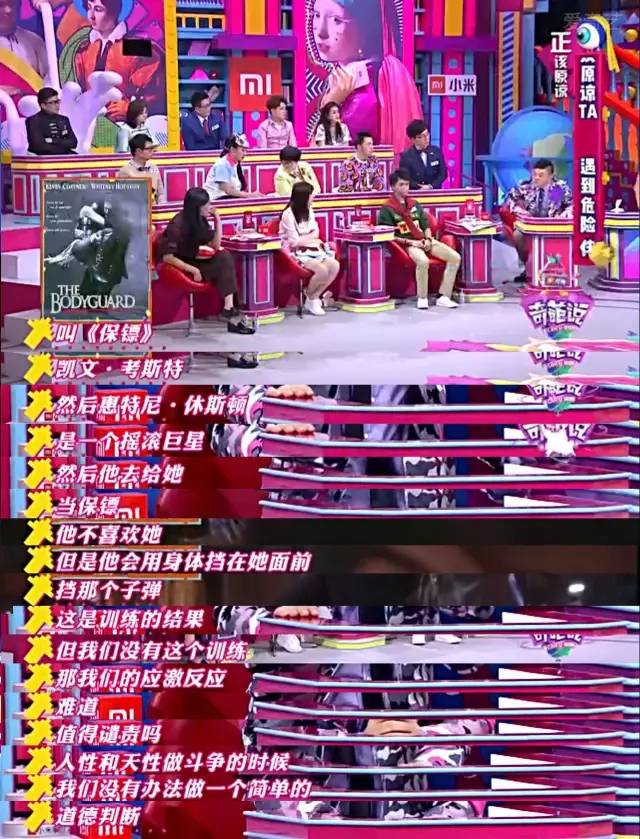 爱奇艺
MI
MI 小米
正
该原谅
原谅TA 遇到危险
KEVIN COSTNER WHITNEY HOUSTON
THE
BODYGUARD
奇葩说
叫《保镖》
凯文·考斯特
然后惠特尼·休斯顿
是一个摇滚巨星
然后他去给她
当保镖
他不喜欢她
但是他会用身体挡在她面前
挡那个子弹
这是训练的结果
但我们没有这个训练
那我们的应激反应
难道
MI
值得谴责吗
人性和天性做斗争的时候
我们没有办法做一个简单的
道德判断